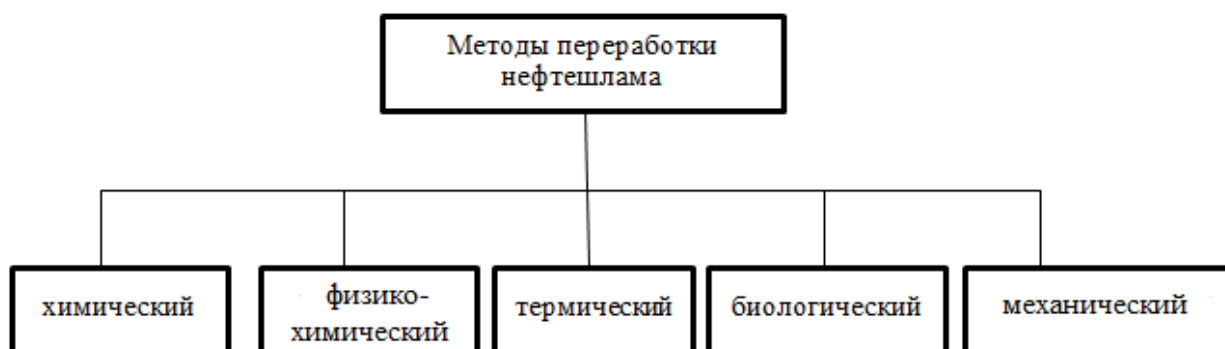 Методы переработки
нефтешлама
химический
физико-
химический
термический
биологический
механический